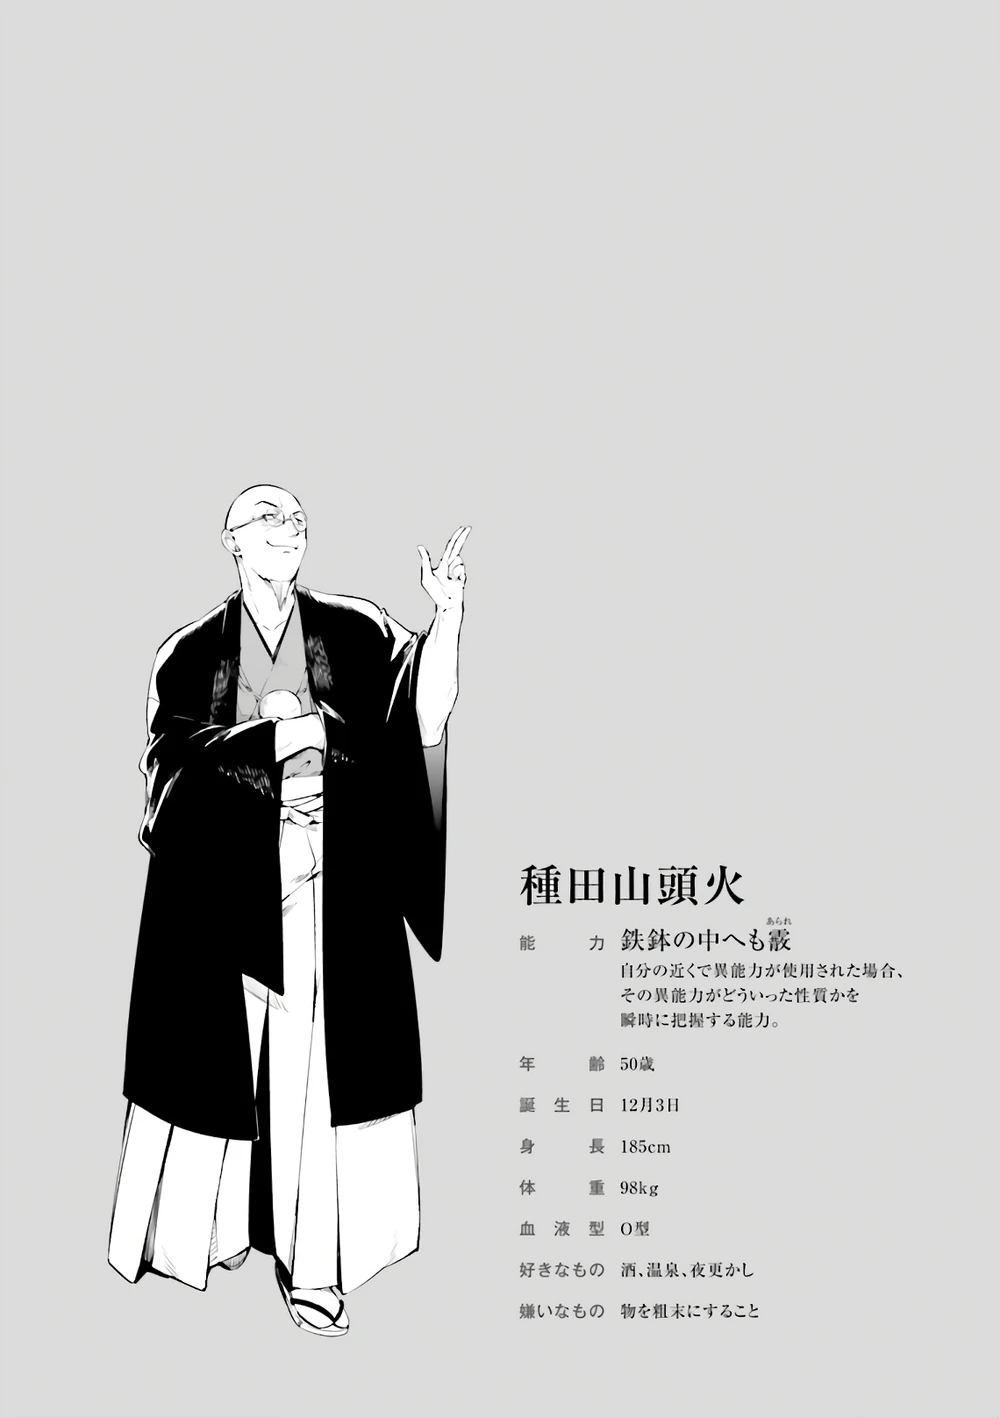 種田山頭火
あられ
能力 鉄鉢の中へも霰
自分の近くで異能力が使用された場合、
その異能力がどういった性質かを
瞬時に把握する能力。
年齢 50歳
誕生日 12月3日
身長 185cm
体重 98kg
血液型 O型
好きなもの 酒、温泉、夜更かし
嫌いなもの 物を粗末にすること